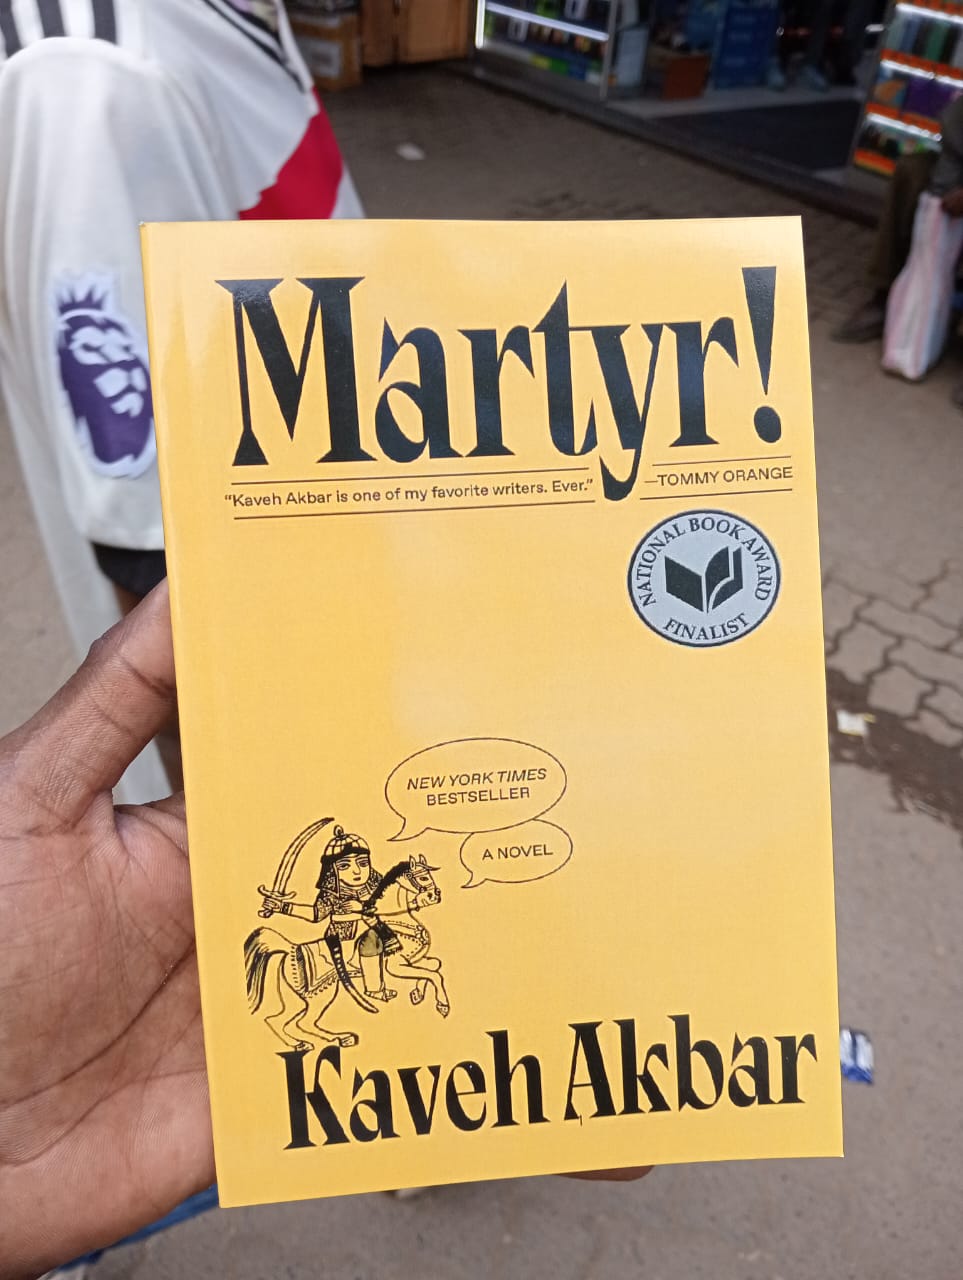 Martyr!
“Kaveh Akbar is one of my favorite writers. Ever.” —TOMMY ORANGE
NATIONAL BOOK AWARD
FINALIST
NEW YORK TIMES
BESTSELLER
A NOVEL
Kaveh Akbar